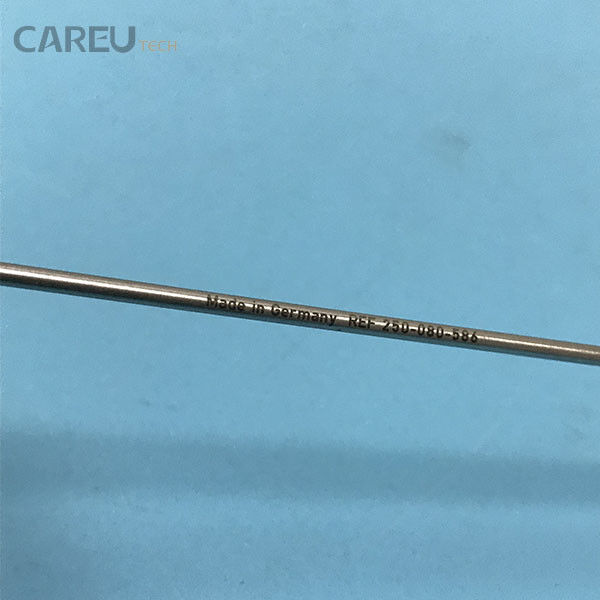 CAREU TECH
Made in Germany REF 250-080-586